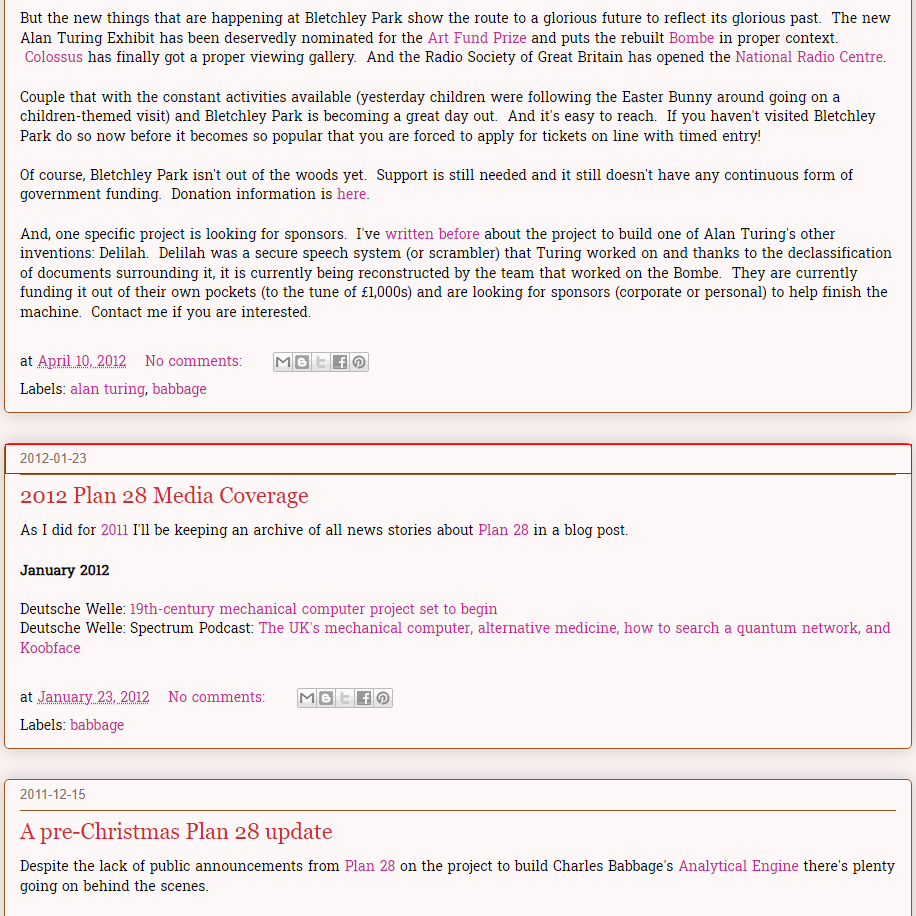 But the new things that are happening at Bletchley Park show the route to a glorious future to reflect its glorious past.  The new
Alan Turing Exhibit has been deservedly nominated for the Art Fund Prize and puts the rebuilt Bombe in proper context.
Colossus has finally got a proper viewing gallery.  And the Radio Society of Great Britain has opened the National Radio Centre.
Couple that with the constant activities available (yesterday children were following the Easter Bunny around going on a
children-themed visit) and Bletchley Park is becoming a great day out.  And it's easy to reach.  If you haven't visited Bletchley
Park do so now before it becomes so popular that you are forced to apply for tickets on line with timed entry!
Of course, Bletchley Park isn't out of the woods yet.  Support is still needed and it still doesn't have any continuous form of
government funding.  Donation information is here.
And, one specific project is looking for sponsors.  I've written before about the project to build one of Alan Turing's other
inventions: Delilah.  Delilah was a secure speech system (or scrambler) that Turing worked on and thanks to the declassification
of documents surrounding it, it is currently being reconstructed by the team that worked on the Bombe.  They are currently
funding it out of their own pockets (to the tune of £1,000s) and are looking for sponsors (corporate or personal) to help finish the
machine.  Contact me if you are interested.
at April 10, 2012 No comments:
Labels: alan turing, babbage
2012-01-23
2012 Plan 28 Media Coverage
As I did for 2011 I'll be keeping an archive of all news stories about Plan 28 in a blog post.
January 2012
Deutsche Welle: 19th-century mechanical computer project set to begin
Deutsche Welle: Spectrum Podcast: The UK's mechanical computer, alternative medicine, how to search a quantum network, and
Koobface
at January 23, 2012 No comments:
Labels: babbage
2011-12-15
A pre-Christmas Plan 28 update
Despite the lack of public announcements from Plan 28 on the project to build Charles Babbage's Analytical Engine there's plenty
going on behind the scenes.